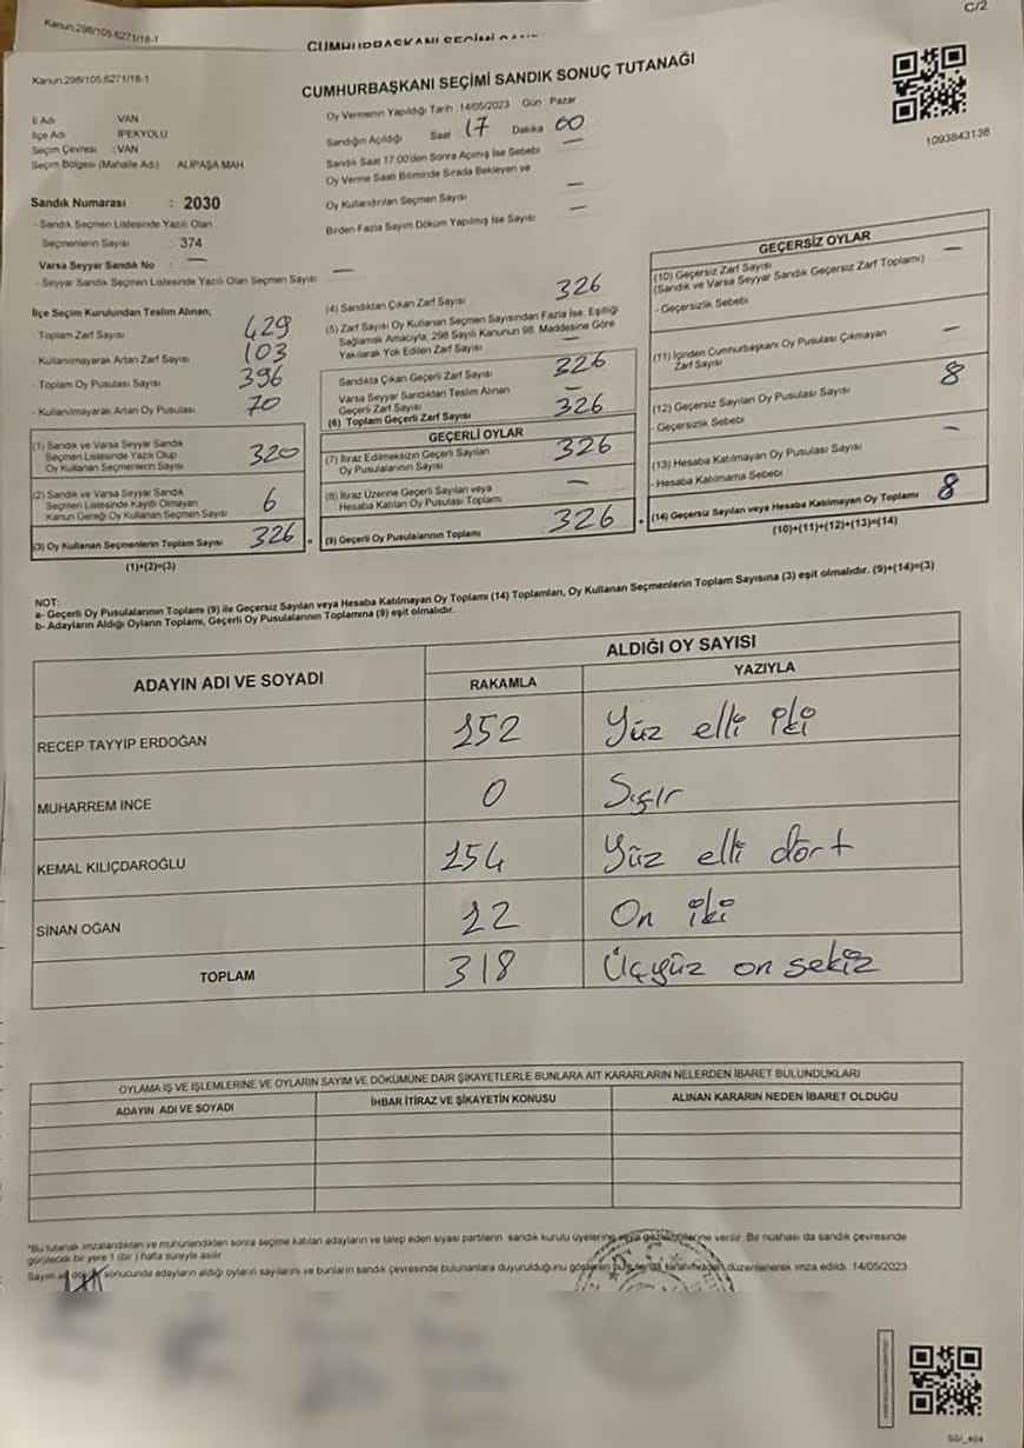 Kanun:298/105.6271/18-1
CUMHURBAŞKANI SEÇİMİ
C/2
Kanun:298/105.6271/18-1
CUMHURBAŞKANI SEÇİMİ SANDIK SONUÇ TUTANAĞI
1093843136
İl Adı VAN
İlçe Adı İPEKYOLU
Seçim Çevresi : VAN
Seçim Bölgesi (Mahalle Adı) ALİPAŞA MAH
Sandık Numarası : 2030
- Sandık Seçmen Listesinde Yazılı Olan
Seçmenlerin Sayısı : 374
Varsa Seyyar Sandık No : —
- Seyyar Sandık Seçmen Listesinde Yazılı Olan Seçmen Sayısı —
Oy Vermenin Yapıldığı Tarih :14/05/2023 Gün : Pazar
Sandığın Açıldığı Saat 17 Dakika 00
Sandık Saat 17:00'den Sonra Açılmış İse Sebebi —
Oy Verme Saati Bitiminde Sırada Bekleyen ve
Oy Kullandırılan Seçmen Sayısı —
Birden Fazla Sayım Döküm Yapılmış İse Sayısı —
İlçe Seçim Kurulundan Teslim Alınan;
Toplam Zarf Sayısı 429
- Kullanılmayarak Artan Zarf Sayısı 103
- Toplam Oy Pusulası Sayısı 396
- Kullanılmayarak Artan Oy Pusulası 70
(1) Sandık ve Varsa Seyyar Sandık
Seçmen Listesinde Yazılı Olup
Oy Kullanan Seçmenlerin Sayısı 320
(2) Sandık ve Varsa Seyyar Sandık
Seçmen Listesinde Kayıtlı Olmayan
Kanun Gereği Oy Kullanan Seçmen Sayısı 6
(3) Oy Kullanan Seçmenlerin Toplam Sayısı 326
(1)+(2)=(3)
(4) Sandıktan Çıkan Zarf Sayısı 326
(5) Zarf Sayısı Oy Kullanan Seçmen Sayısından Fazla İse, Eşitliği
Sağlamak Amacıyla, 298 Sayılı Kanunun 98. Maddesine Göre
Yakılarak Yok Edilen Zarf Sayısı —
Sandıkta Çıkan Geçerli Zarf Sayısı 326
Varsa Seyyar Sandıktan Teslim Alınan
Geçerli Zarf Sayısı —
(6) Toplam Geçerli Zarf Sayısı 326
GEÇERLİ OYLAR
(7) İtiraz Edilmeksizin Geçerli Sayılan
Oy Pusulalarının Sayısı 326
(8) İtiraz Üzerine Geçerli Sayılan veya
Hesaba Katılan Oy Pusulası Toplamı —
(9) Geçerli Oy Pusulalarının Toplamı 326
GEÇERSİZ OYLAR
(10) Geçersiz Zarf Sayısı —
(Sandık ve Varsa Seyyar Sandık Geçersiz Zarf Toplamı)
- Geçersizlik Sebebi
(11) İçinden Cumhurbaşkanı Oy Pusulası Çıkmayan
Zarf Sayısı —
(12) Geçersiz Sayılan Oy Pusulası Sayısı 8
- Geçersizlik Sebebi
(13) Hesaba Katılmayan Oy Pusulası Sayısı —
- Hesaba Katılmama Sebebi
(14) Geçersiz Sayılan veya Hesaba Katılmayan Oy Toplamı 8
(10)+(11)+(12)+(13)=(14)
NOT:
a- Geçerli Oy Pusulalarının Toplamı (9) ile Geçersiz Sayılan veya Hesaba Katılmayan Oy Toplamı (14) Toplamları, Oy Kullanan Seçmenlerin Toplam Sayısına (3) eşit olmalıdır. (9)+(14)=(3)
b- Adayların Aldığı Oyların Toplamı, Geçerli Oy Pusulalarının Toplamına (9) eşit olmalıdır.
ADAYIN ADI VE SOYADI
ALDIĞI OY SAYISI
RAKAMLA YAZIYLA
RECEP TAYYİP ERDOĞAN 152 Yüz elli iki
MUHARREM İNCE 0 Sıfır
KEMAL KILIÇDAROĞLU 154 Yüz elli dört
SİNAN OĞAN 12 On iki
TOPLAM 318 Üçyüz on sekiz
OYLAMA İŞ VE İŞLEMLERİNE VE OYLARIN SAYIM VE DÖKÜMÜNE DAİR ŞİKAYETLERLE BUNLARA AİT KARARLARIN NELERDEN İBARET BULUNDUKLARI
ADAYIN ADI VE SOYADI İHBAR İTİRAZ VE ŞİKAYETİN KONUSU ALINAN KARARIN NEDEN İBARET OLDUĞU
*Bu tutanak imzalandıktan ve mühürlendikten sonra seçime katılan adayların ve talep eden siyasi partilerin sandık kurulu üyelerine veya gözlemcilerine verilir. Bir nüshası da sandık çevresinde
görülecek bir yere 1 (bir ) hafta süreyle asılır.
Sayım ve döküm sonucunda adayların aldığı oyların sayılarını ve bunların sandık çevresinde bulunanlara duyurulduğunu gösteren tarafımızdan düzenlenerek imza edildi. 14/05/2023